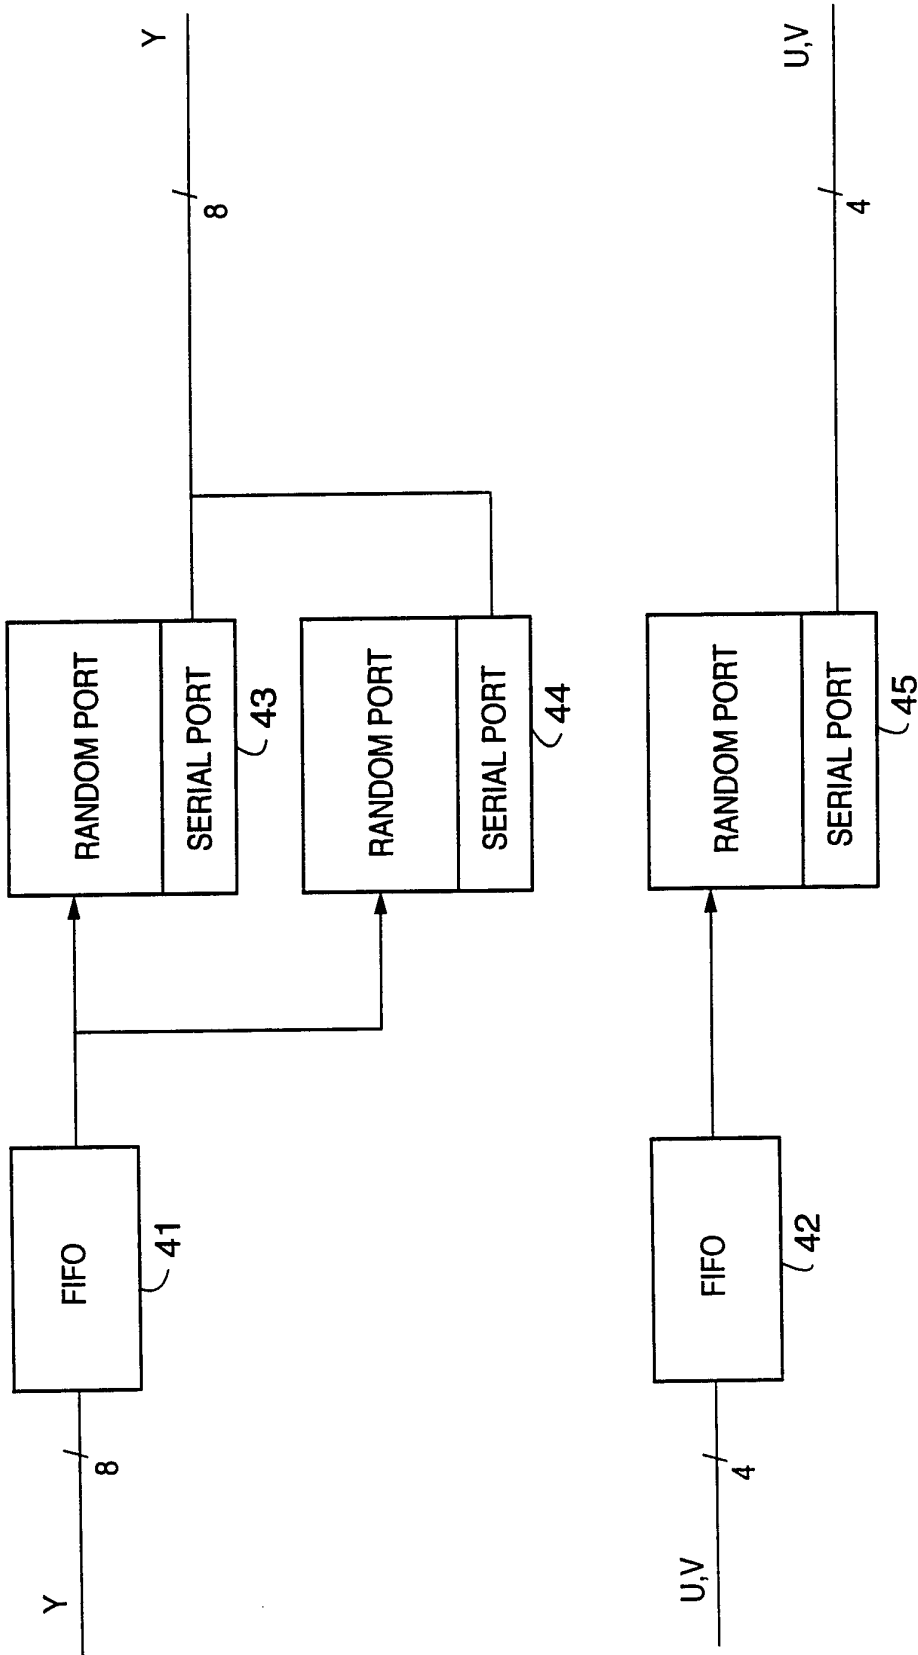 Y
8
FIFO
41
RANDOM PORT
SERIAL PORT
43
RANDOM PORT
SERIAL PORT
44
8
Y
U,V
4
FIFO
42
RANDOM PORT
SERIAL PORT
45
4
U,V